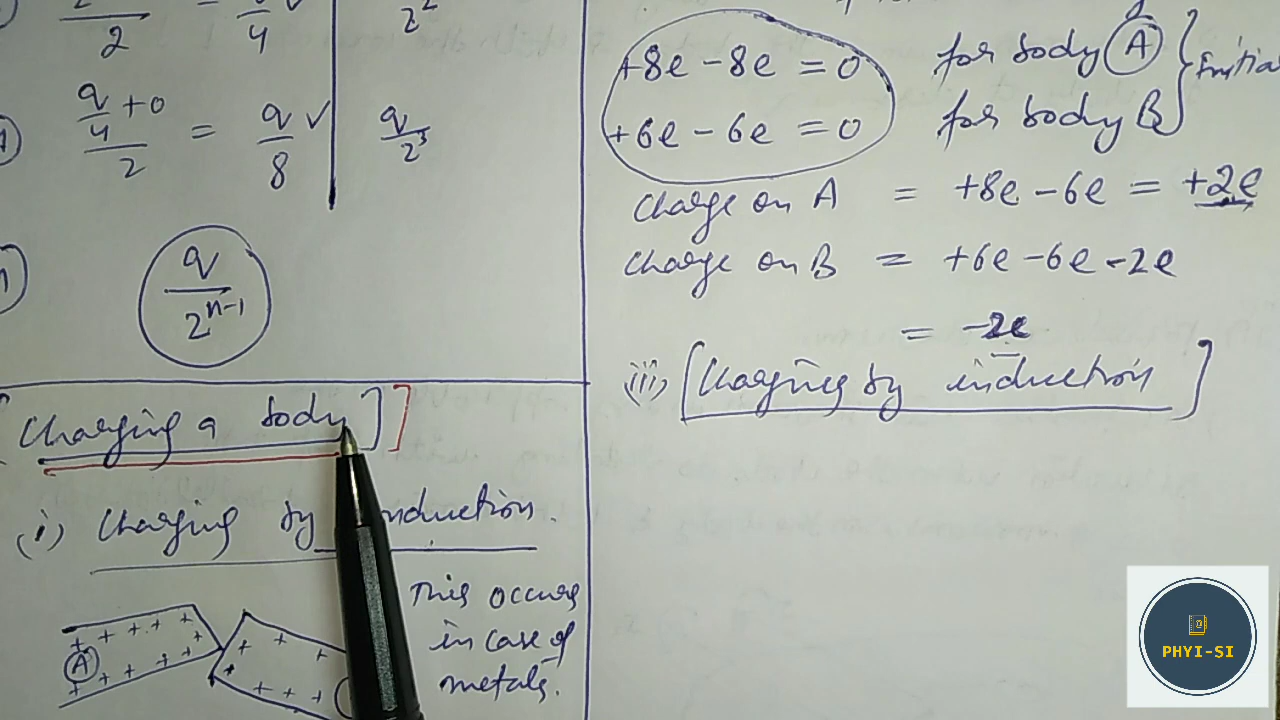 2 = 4 ✓ 2²
q/4 + 0 / 2 = q/8 ✓ q/2³
q / 2^(n-1)
Charging a body]]
(i) Charging by conduction.
This occurs
in case of
metals.
A
+8e - 8e = 0 for body A
+6e - 6e = 0 for body B
Charge on A = +8e - 6e = +2e
Charge on B = +6e - 6e - 2e
= -2e
(iii) [Charging by induction]
PHYI-SI